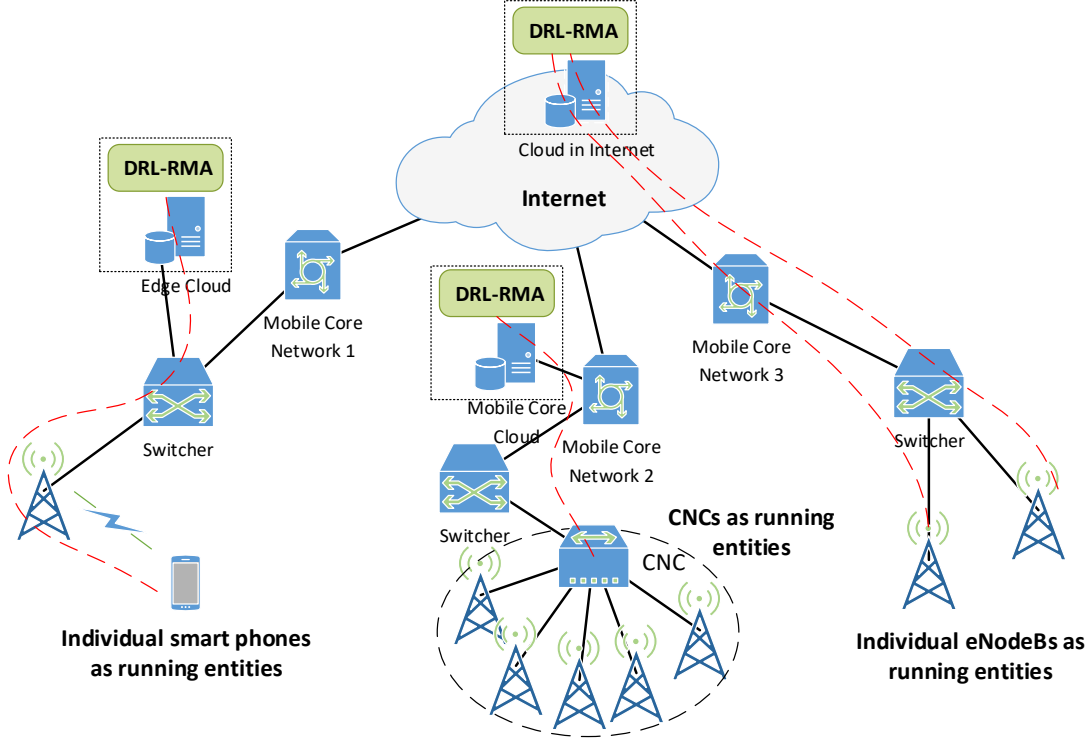 DRL-RMA
Cloud in Internet
Internet
DRL-RMA
Edge Cloud
Mobile Core
Network 1
Switcher
DRL-RMA
Mobile Core
Cloud
Mobile Core
Network 2
Switcher
Mobile Core
Network 3
Switcher
CNCs as running
entities
CNC
Individual smart phones
as running entities
Individual eNodeBs as
running entities